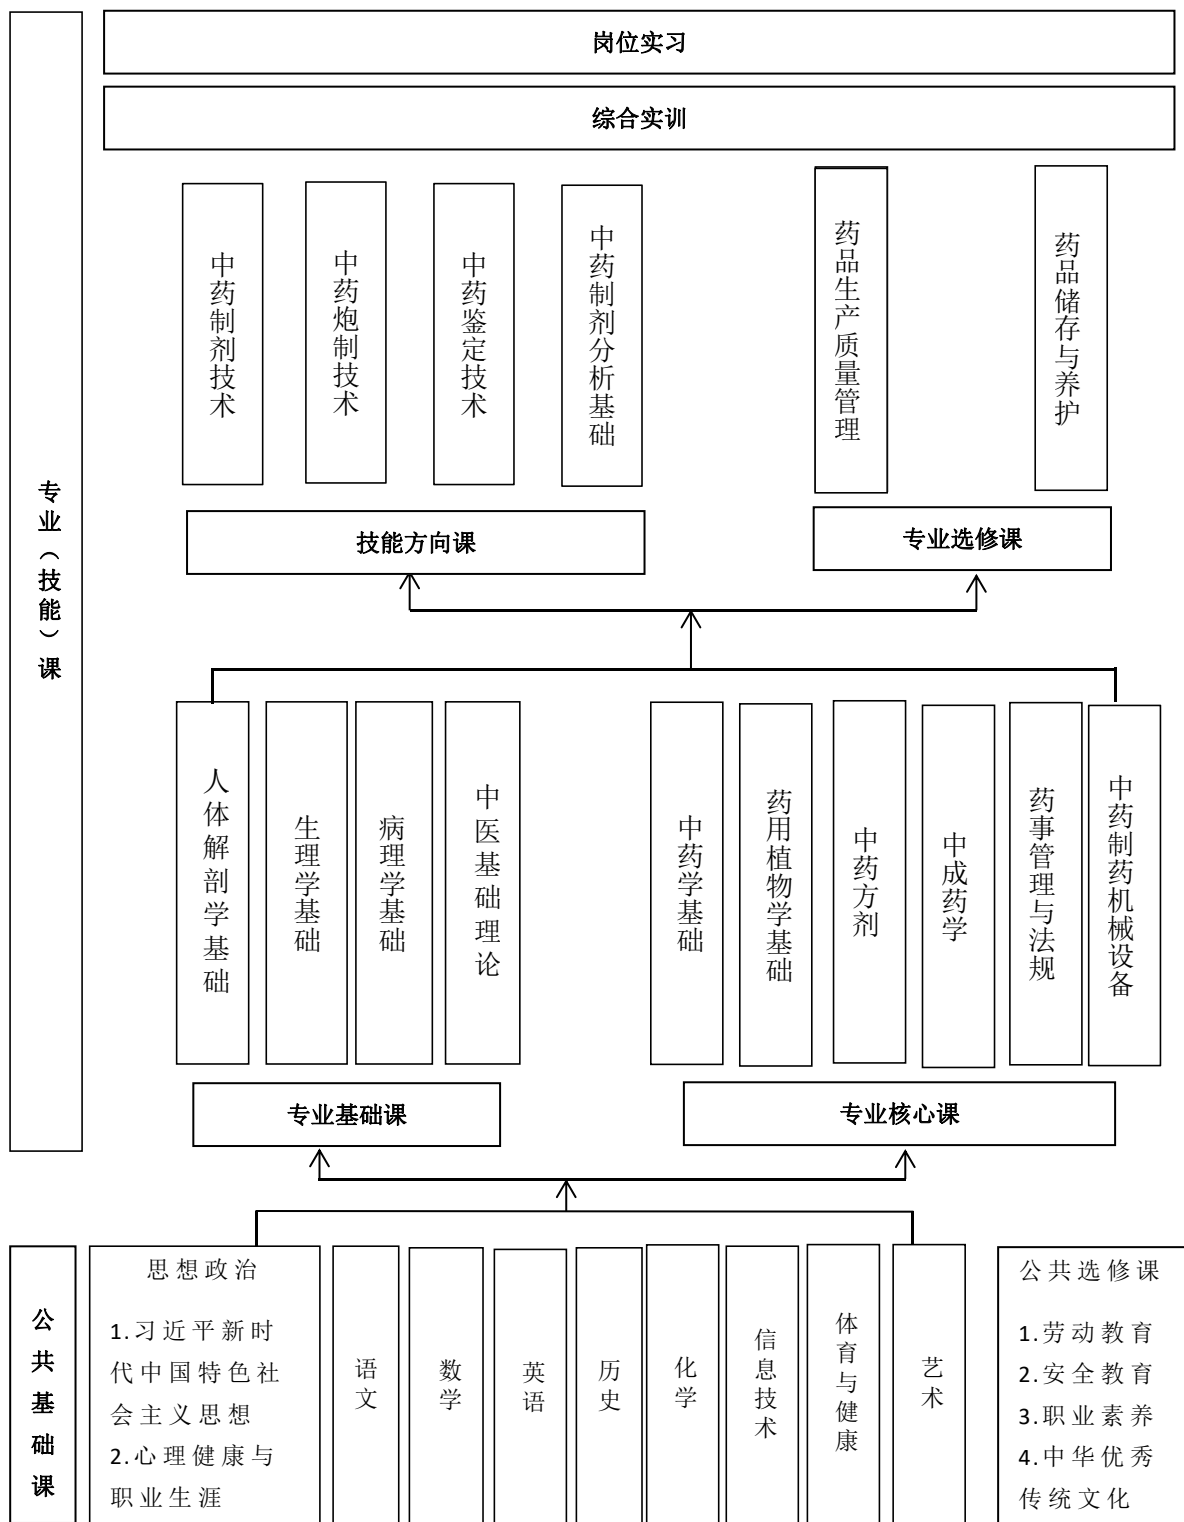 岗位实习
综合实训
中药制剂技术
中药炮制技术
中药鉴定技术
中药制剂分析基础
药品生产质量管理
药品储存与养护
技能方向课
专业选修课
专业（技能）课
人体解剖学基础
生理学基础
病理学基础
中医基础理论
中药学基础
药用植物学基础
中药方剂
中成药学
药事管理与法规
中药制药机械设备
专业基础课
专业核心课
公共基础课
思想政治
1.习近平新时
代中国特色社
会主义思想
2.心理健康与
职业生涯
语文
数学
英语
历史
化学
信息技术
体育与健康
艺术
公共选修课
1.劳动教育
2.安全教育
3.职业素养
4.中华优秀
传统文化